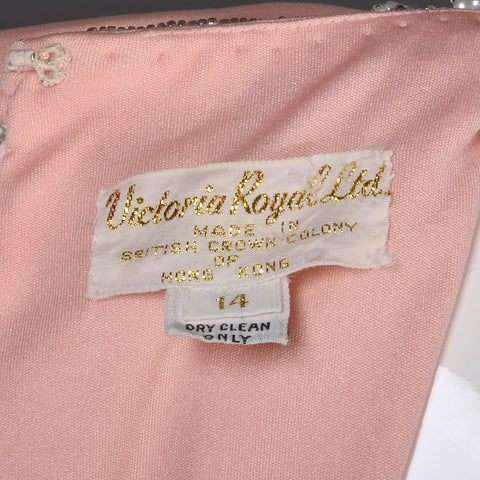 Victoria Royal Ltd.
MADE IN
BRITISH CROWN COLONY
OF
HONG KONG
14
DRY CLEAN
ONLY